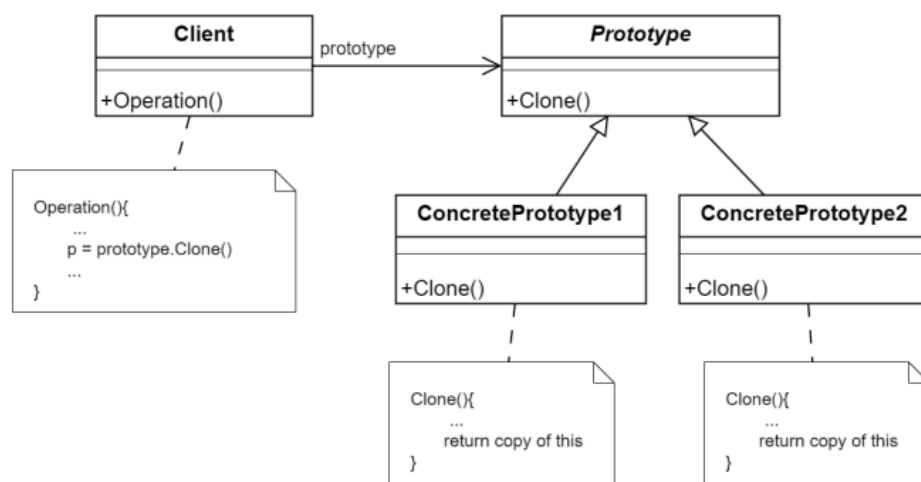 Client
+Operation()
prototype
Prototype
+Clone()
Operation(){
...
p = prototype.Clone()
...
}
ConcretePrototype1
+Clone()
ConcretePrototype2
+Clone()
Clone(){
...
return copy of this
}
Clone(){
...
return copy of this
}